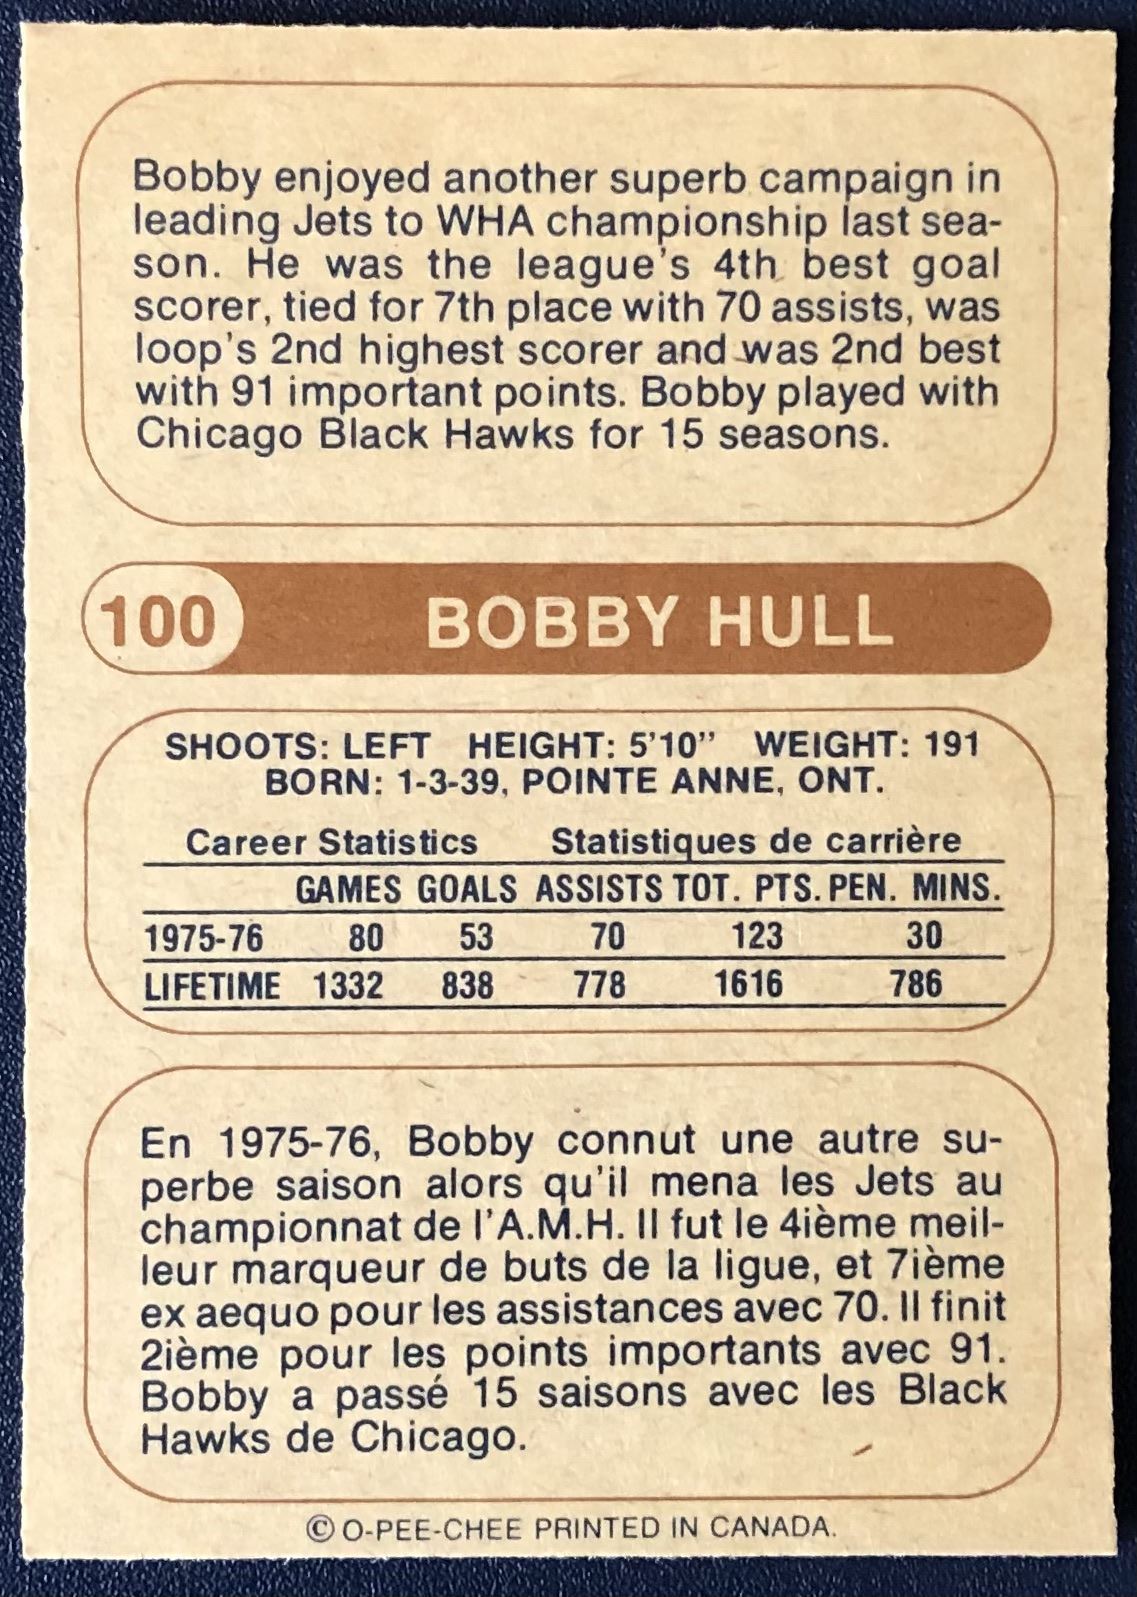 Bobby enjoyed another superb campaign in
leading Jets to WHA championship last sea-
son. He was the league's 4th best goal
scorer, tied for 7th place with 70 assists, was
loop's 2nd highest scorer and was 2nd best
with 91 important points. Bobby played with
Chicago Black Hawks for 15 seasons.
100 BOBBY HULL
SHOOTS: LEFT HEIGHT: 5'10" WEIGHT: 191
BORN: 1-3-39, POINTE ANNE, ONT.
Career Statistics Statistiques de carrière
GAMES GOALS ASSISTS TOT. PTS. PEN. MINS.
1975-76 80 53 70 123 30
LIFETIME 1332 838 778 1616 786
En 1975-76, Bobby connut une autre su-
perbe saison alors qu'il mena les Jets au
championnat de l'A.M.H. Il fut le 4ième meil-
leur marqueur de buts de la ligue, et 7ième
ex aequo pour les assistances avec 70. Il finit
2ième pour les points importants avec 91.
Bobby a passé 15 saisons avec les Black
Hawks de Chicago.
© O-PEE-CHEE PRINTED IN CANADA.